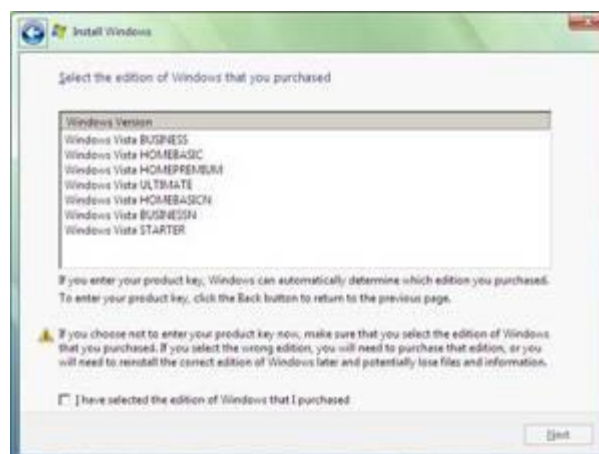 Install Windows
Select the edition of Windows that you purchased
Windows Version
Windows Vista BUSINESS
Windows Vista HOMEBASIC
Windows Vista HOMEPREMIUM
Windows Vista ULTIMATE
Windows Vista HOMEBASICN
Windows Vista BUSINESSN
Windows Vista STARTER
If you enter your product key, Windows can automatically determine which edition you purchased.
To enter your product key, click the Back button to return to the previous page.
If you choose not to enter your product key now, make sure that you select the edition of Windows
that you purchased. If you select the wrong edition, you will need to purchase that edition, or you
will need to reinstall the correct edition of Windows later and potentially lose files and information.
I have selected the edition of Windows that I purchased
Next